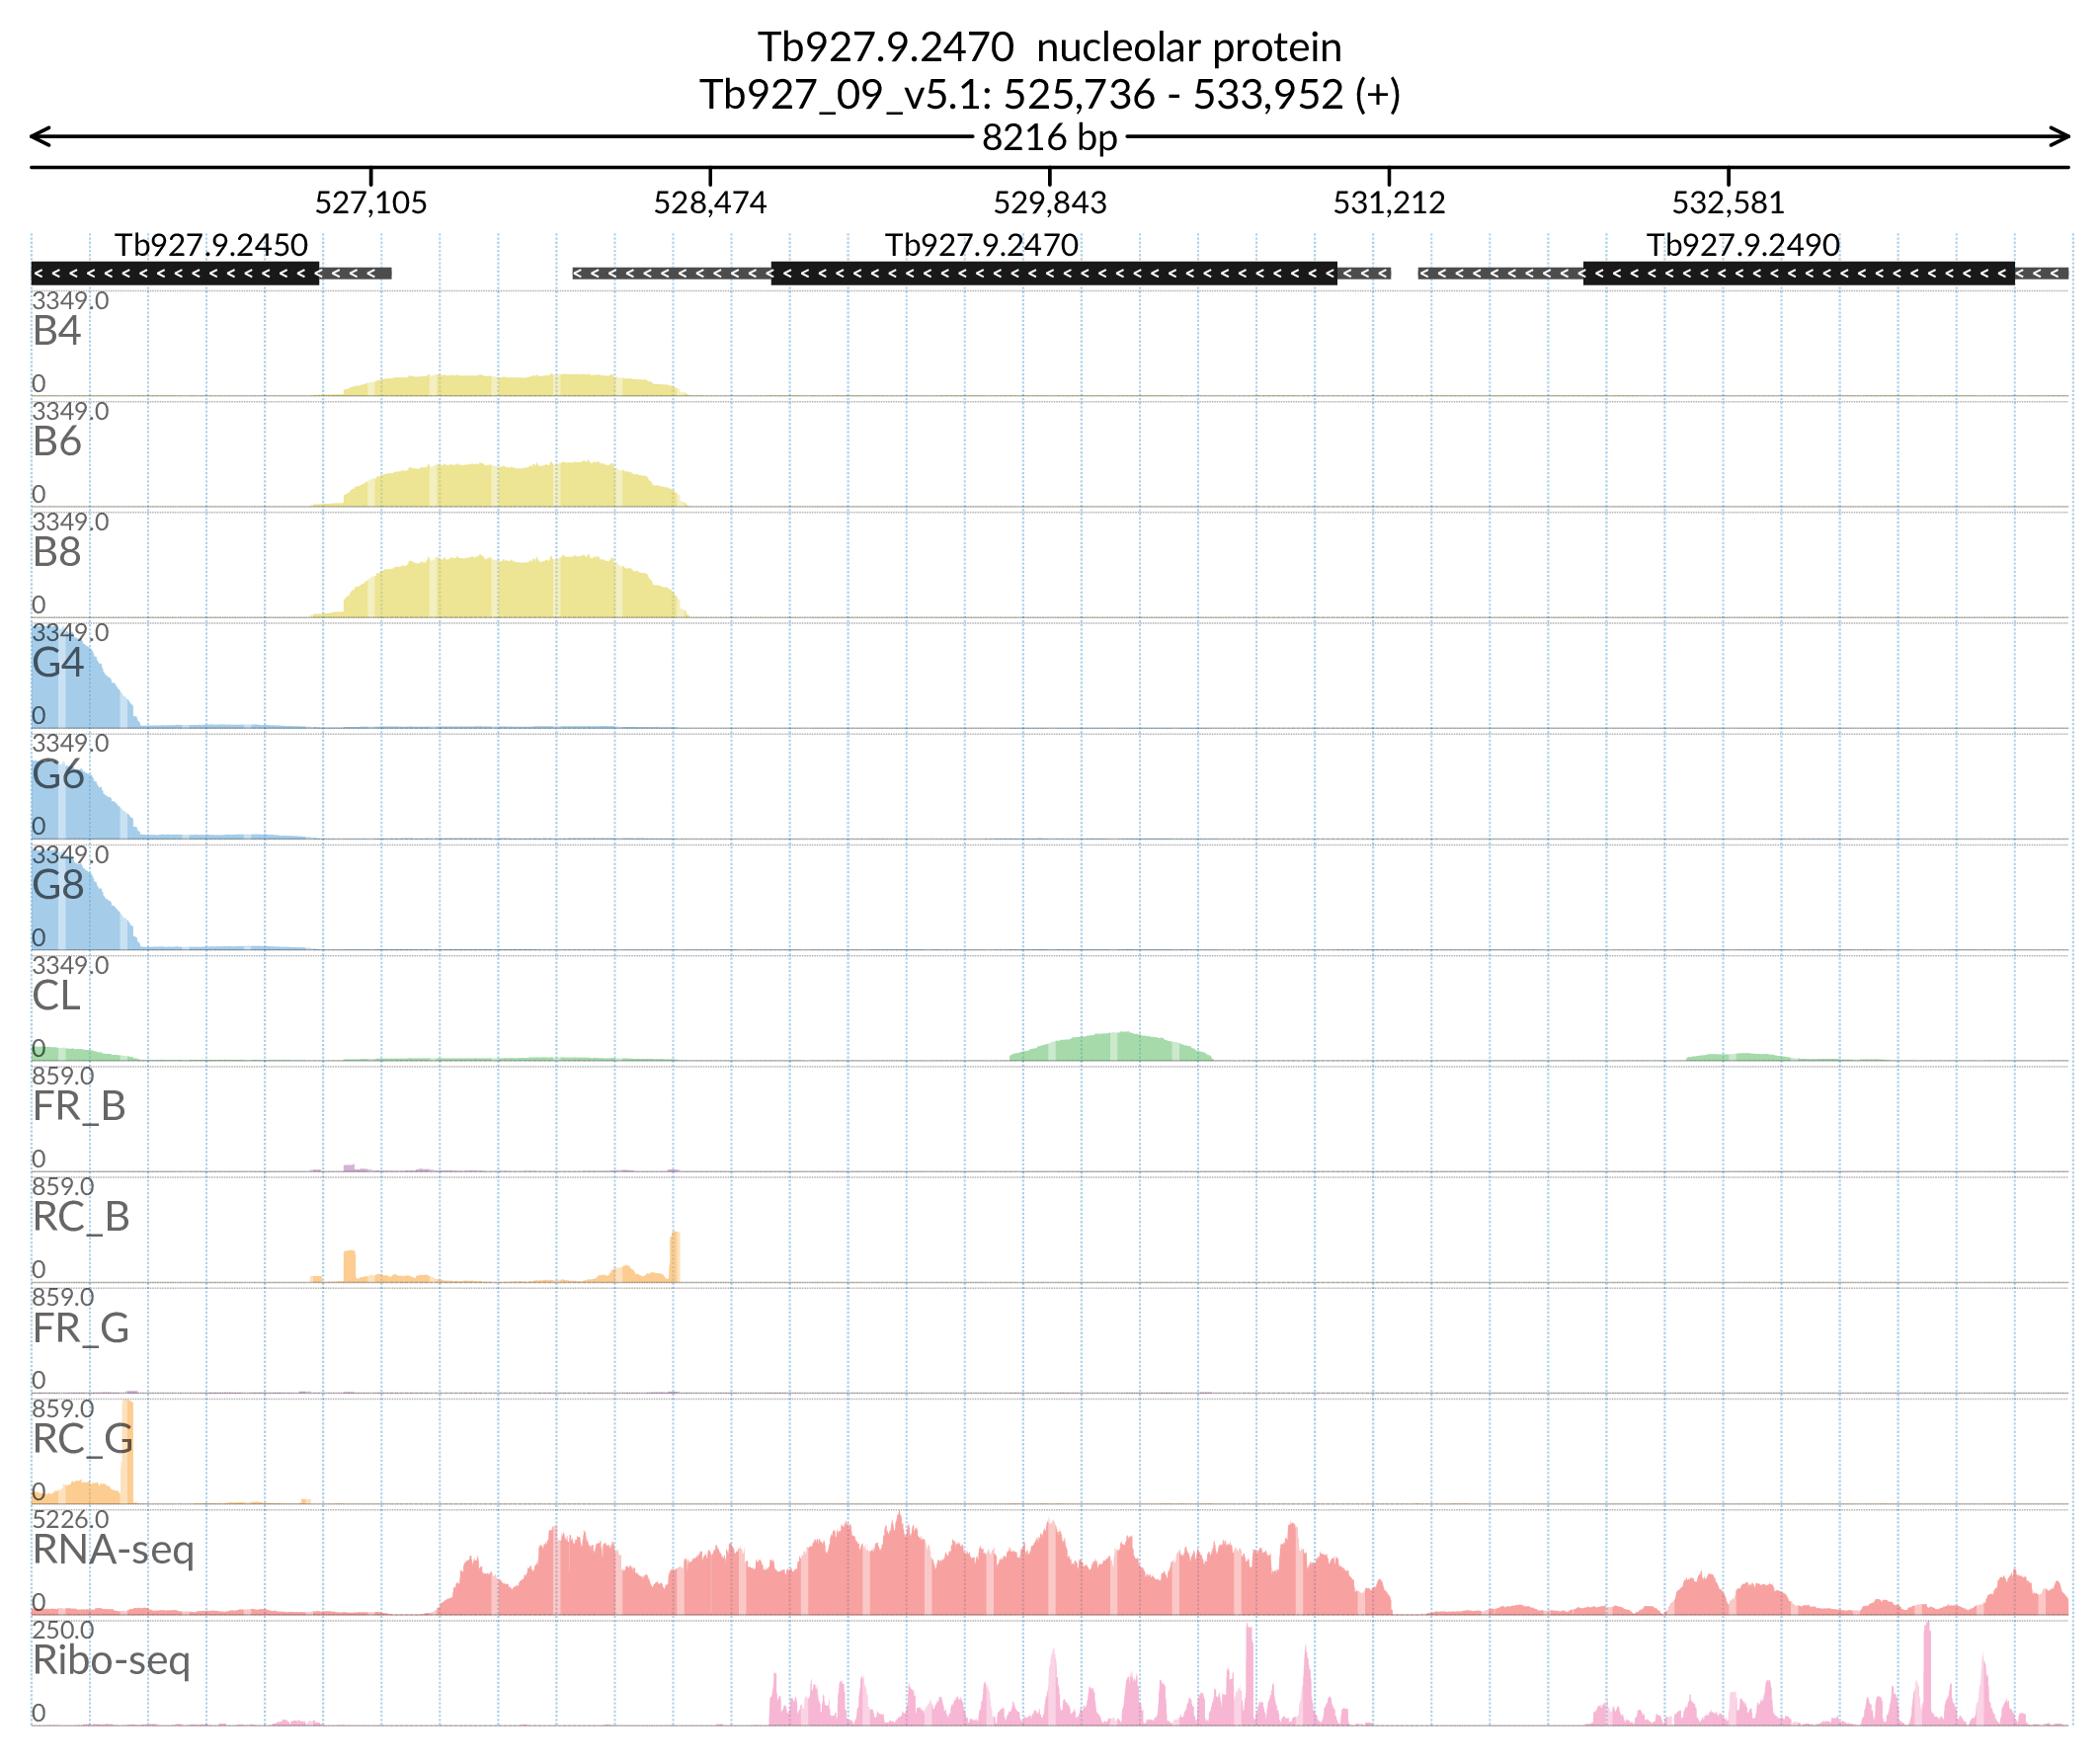 Tb927.9.2470 nucleolar protein
Tb927_09_v5.1: 525,736 - 533,952 (+)
8216 bp
527,105 528,474 529,843 531,212 532,581
Tb927.9.2450 Tb927.9.2470 Tb927.9.2490
3349.0
B4
0
3349.0
B6
0
3349.0
B8
0
3349.0
G4
0
3349.0
G6
0
3349.0
G8
0
3349.0
CL
0
859.0
FR_B
0
859.0
RC_B
0
859.0
FR_G
0
859.0
RC_G
0
5226.0
RNA-seq
0
250.0
Ribo-seq
0